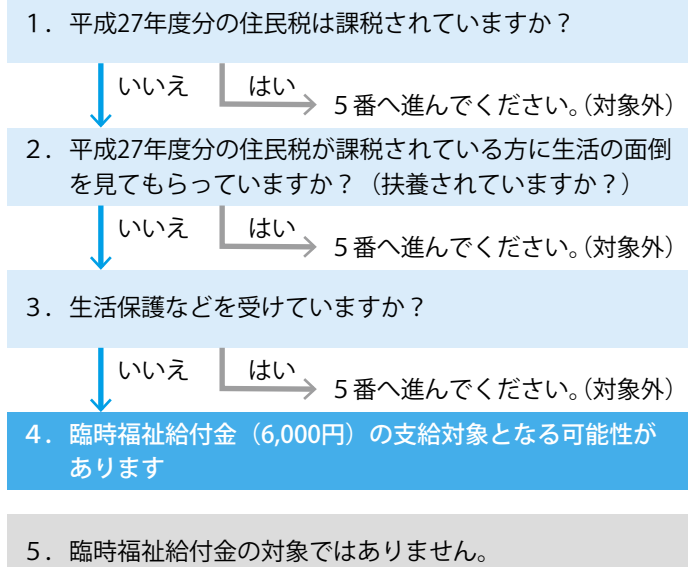 1．平成27年度分の住民税は課税されていますか？
いいえ　はい　5番へ進んでください。（対象外）
2．平成27年度分の住民税が課税されている方に生活の面倒
を見てもらっていますか？（扶養されていますか？）
いいえ　はい　5番へ進んでください。（対象外）
3．生活保護などを受けていますか？
いいえ　はい　5番へ進んでください。（対象外）
4．臨時福祉給付金（6,000円）の支給対象となる可能性が
あります
5．臨時福祉給付金の対象ではありません。